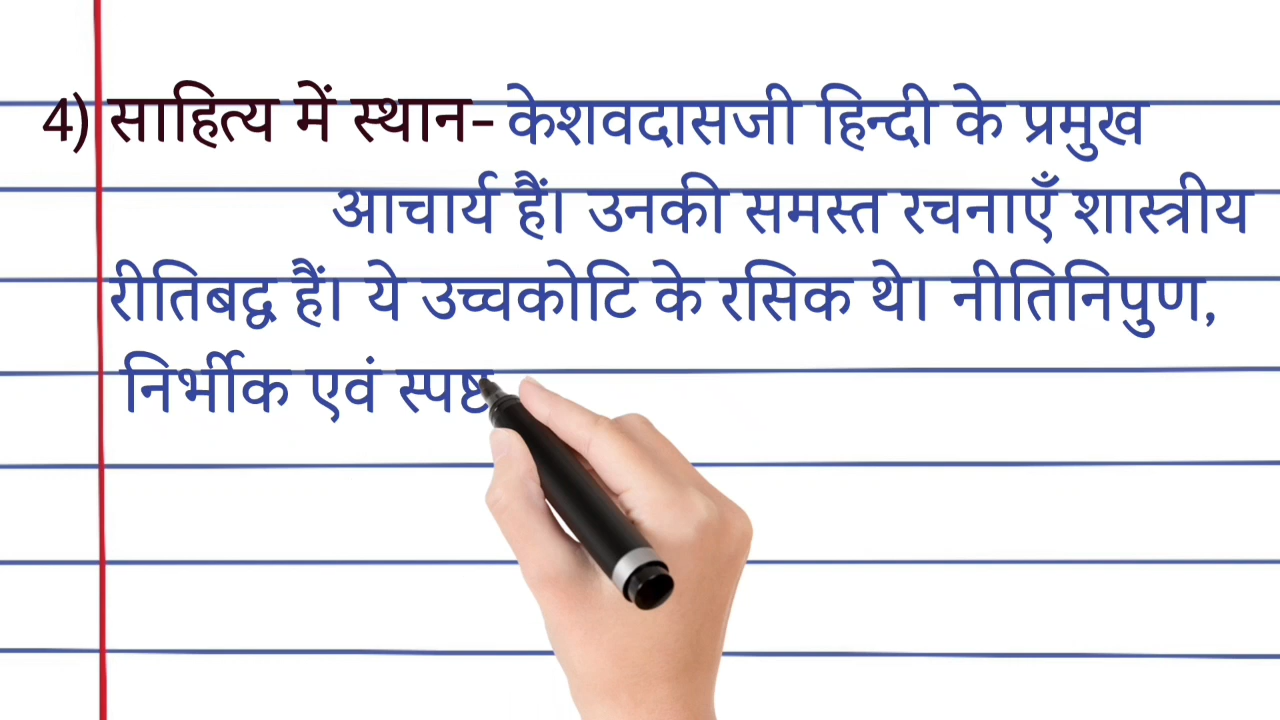 4) साहित्य में स्थान- केशवदासजी हिन्दी के प्रमुख
आचार्य हैं। उनकी समस्त रचनाएँ शास्त्रीय
रीतिबद्ध हैं। ये उच्चकोटि के रसिक थे। नीतिनिपुण,
निर्भीक एवं स्पष्ट